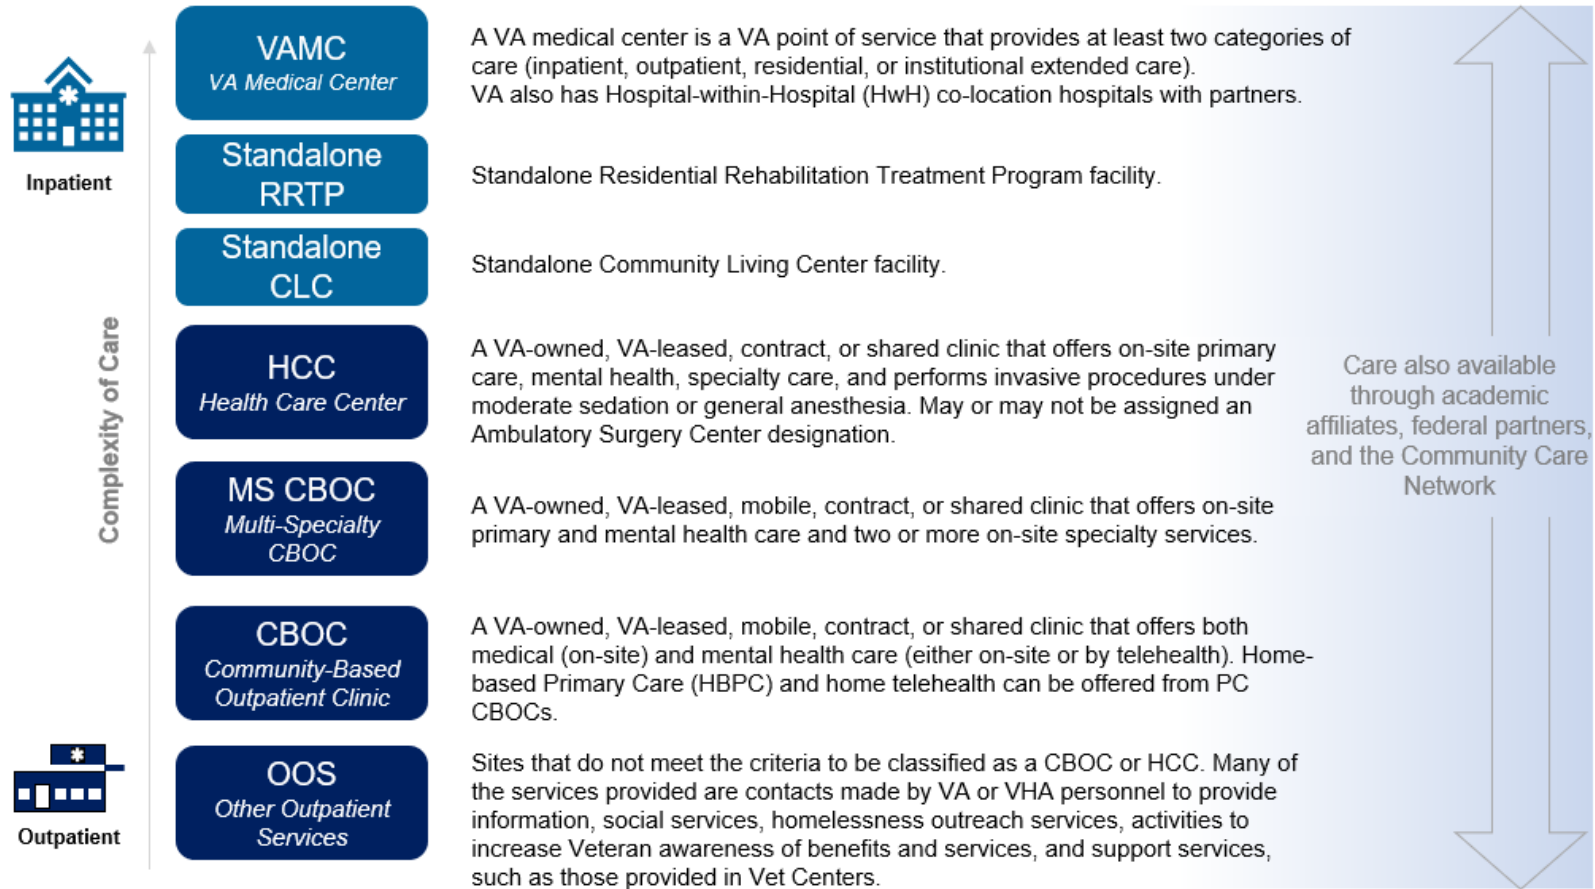 VAMC
VA Medical Center
A VA medical center is a VA point of service that provides at least two categories of
care (inpatient, outpatient, residential, or institutional extended care).
VA also has Hospital-within-Hospital (HwH) co-location hospitals with partners.
Inpatient
Standalone
RRTP
Standalone Residential Rehabilitation Treatment Program facility.
Standalone
CLC
Standalone Community Living Center facility.
Complexity of Care
HCC
Health Care Center
A VA-owned, VA-leased, contract, or shared clinic that offers on-site primary
care, mental health, specialty care, and performs invasive procedures under
moderate sedation or general anesthesia. May or may not be assigned an
Ambulatory Surgery Center designation.
Care also available
through academic
affiliates, federal partners,
and the Community Care
Network
MS CBOC
Multi-Specialty
CBOC
A VA-owned, VA-leased, mobile, contract, or shared clinic that offers on-site
primary and mental health care and two or more on-site specialty services.
CBOC
Community-Based
Outpatient Clinic
A VA-owned, VA-leased, mobile, contract, or shared clinic that offers both
medical (on-site) and mental health care (either on-site or by telehealth). Home-
based Primary Care (HBPC) and home telehealth can be offered from PC
CBOCs.
Outpatient
OOS
Other Outpatient
Services
Sites that do not meet the criteria to be classified as a CBOC or HCC. Many of
the services provided are contacts made by VA or VHA personnel to provide
information, social services, homelessness outreach services, activities to
increase Veteran awareness of benefits and services, and support services,
such as those provided in Vet Centers.